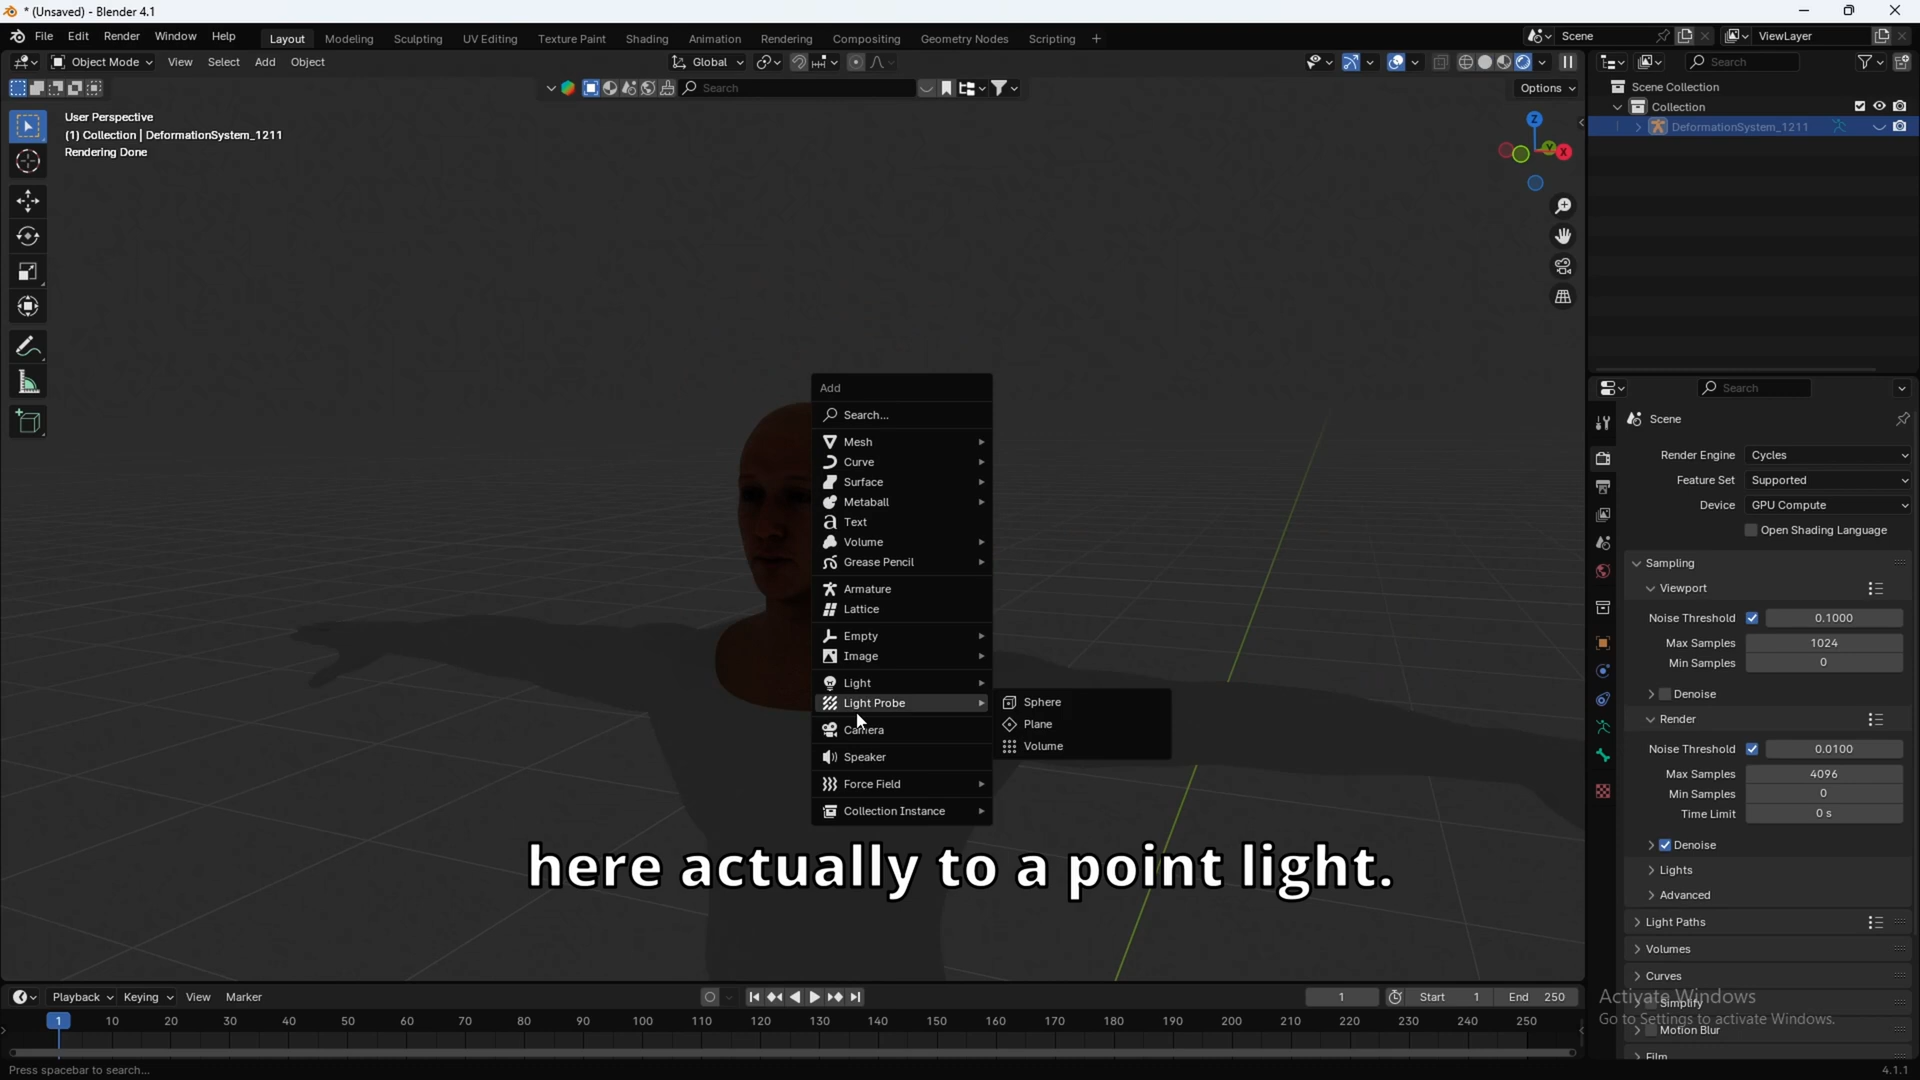 * (Unsaved) - Blender 4.1
File Edit Render Window Help
Layout Modeling Sculpting UV Editing Texture Paint Shading Animation Rendering Compositing Geometry Nodes Scripting +
Scene
ViewLayer
Object Mode View Select Add Object
Global
Search
Search
Options
User Perspective
(1) Collection | DeformationSystem_1211
Rendering Done
Z
Y
X
Scene Collection
Collection
DeformationSystem_1211
Add
Search...
Mesh
Curve
Surface
Metaball
Text
Volume
Grease Pencil
Armature
Lattice
Empty
Image
Light
Light Probe
Camera
Speaker
Force Field
Collection Instance
Sphere
Plane
Volume
here actually to a point light.
Search
Scene
Render Engine Cycles
Feature Set Supported
Device GPU Compute
Open Shading Language
Sampling
Viewport
Noise Threshold 0.1000
Max Samples 1024
Min Samples 0
Denoise
Render
Noise Threshold 0.0100
Max Samples 4096
Min Samples 0
Time Limit 0 s
Denoise
Lights
Advanced
Light Paths
Volumes
Curves
Simplify
Motion Blur
Film
Activate Windows
Go to Settings to activate Windows.
Playback Keying View Marker
1
Start 1
End 250
1 10 20 30 40 50 60 70 80 90 100 110 120 130 140 150 160 170 180 190 200 210 220 230 240 250
Press spacebar to search...
4.1.1